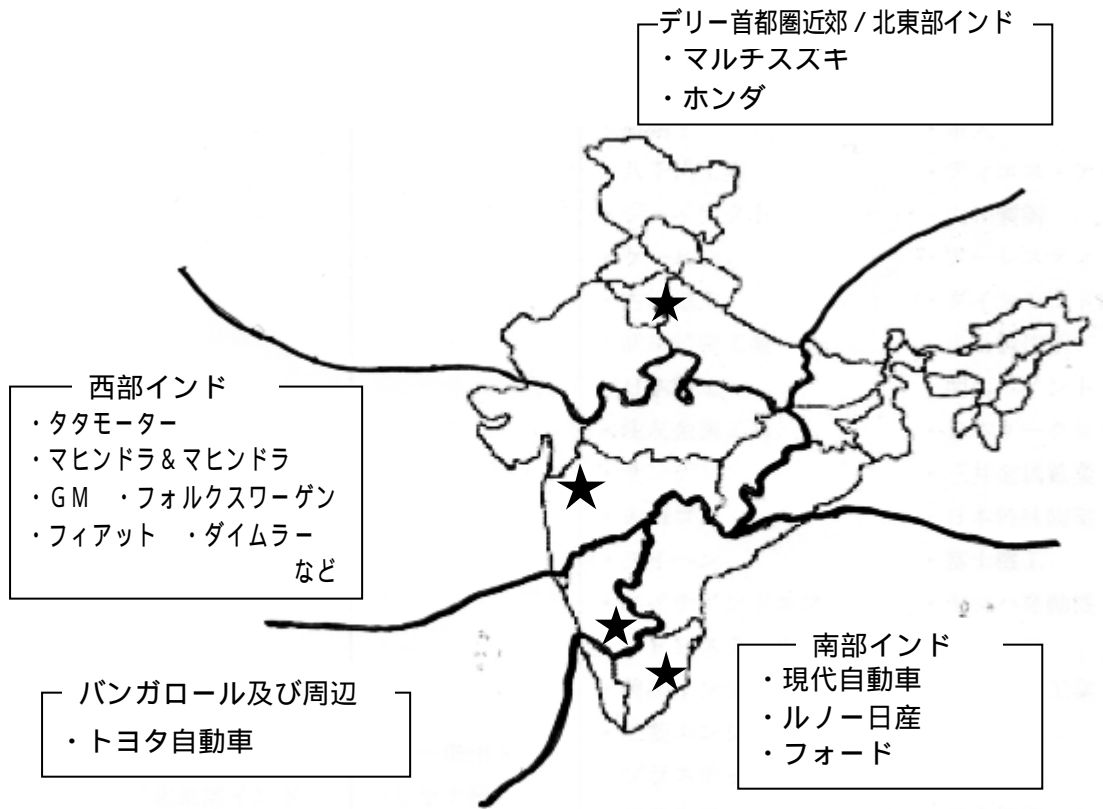 デリー首都圏近郊 / 北東部インド
・マルチスズキ
・ホンダ
西部インド
・タタモーター
・マヒンドラ&マヒンドラ
・GM ・フォルクスワーゲン
・フィアット ・ダイムラー
など
バンガロール及び周辺
・トヨタ自動車
南部インド
・現代自動車
・ルノー日産
・フォード